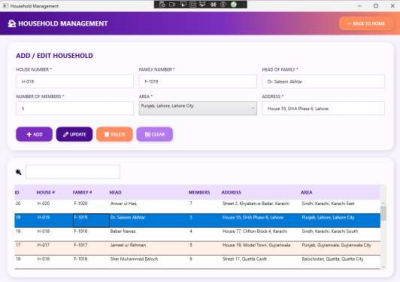 Household Management
HOUSEHOLD MANAGEMENT
← BACK TO HOME
ADD / EDIT HOUSEHOLD
HOUSE NUMBER * FAMILY NUMBER * HEAD OF FAMILY *
H-019 F-1019 Dr. Saleem Akhtar
NUMBER OF MEMBERS * AREA * ADDRESS *
5 Punjab, Lahore, Lahore City House 55, DHA Phase 6, Lahore
ADD UPDATE DELETE CLEAR
ID HOUSE # FAMILY # HEAD MEMBERS ADDRESS AREA
20 H-020 F-1020 Anwar ul Haq 7 Street 2, Khyaban-e-Badar, Karachi Sindh, Karachi, Karachi East
19 H-019 F-1019 Dr. Saleem Akhtar 5 House 55, DHA Phase 6, Lahore Punjab, Lahore, Lahore City
18 H-018 F-1018 Babar Nawaz 4 House 77, Clifton Block 4, Karachi Sindh, Karachi, Karachi South
17 H-017 F-1017 Jameel ur Rehman 5 House 19, Model Town, Gujranwala Punjab, Gujranwala, Gujranwala City
16 H-016 F-1016 Sher Muhammad Baloch 6 Street 11, Quetta Cantt Balochistan, Quetta, Quetta City